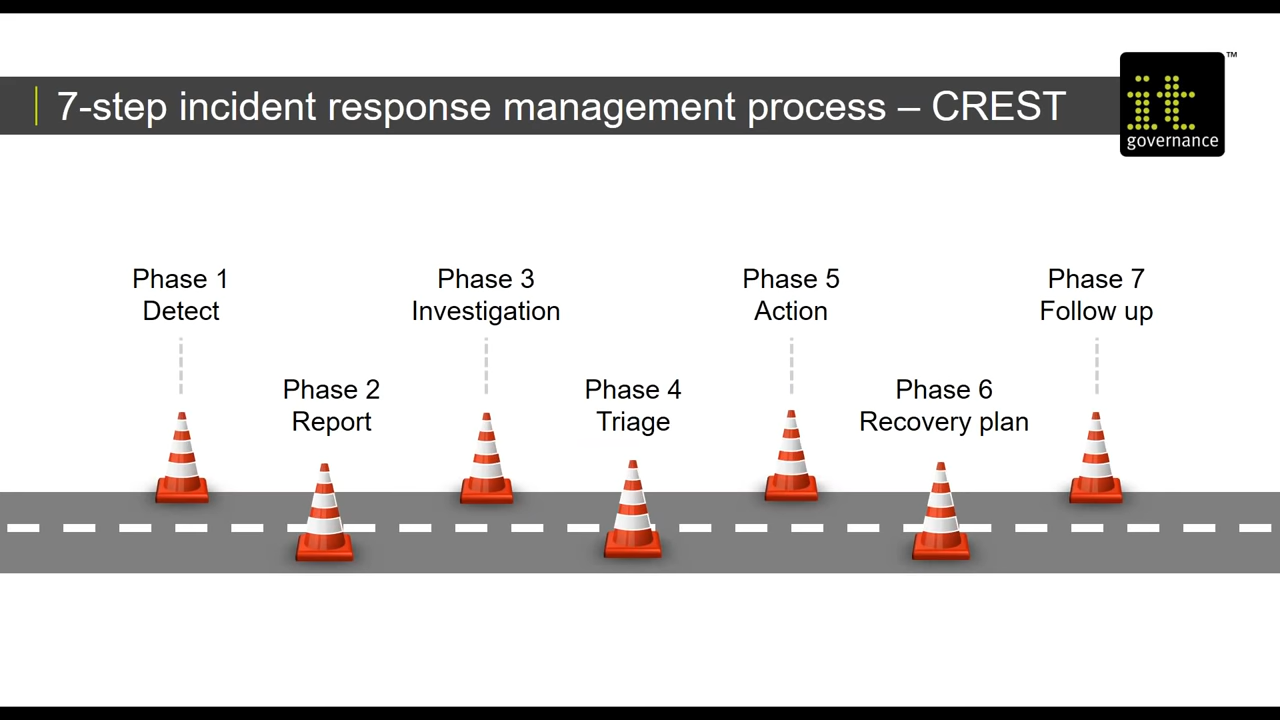 7-step incident response management process – CREST
™
it
governance
Phase 1
Detect
Phase 2
Report
Phase 3
Investigation
Phase 4
Triage
Phase 5
Action
Phase 6
Recovery plan
Phase 7
Follow up